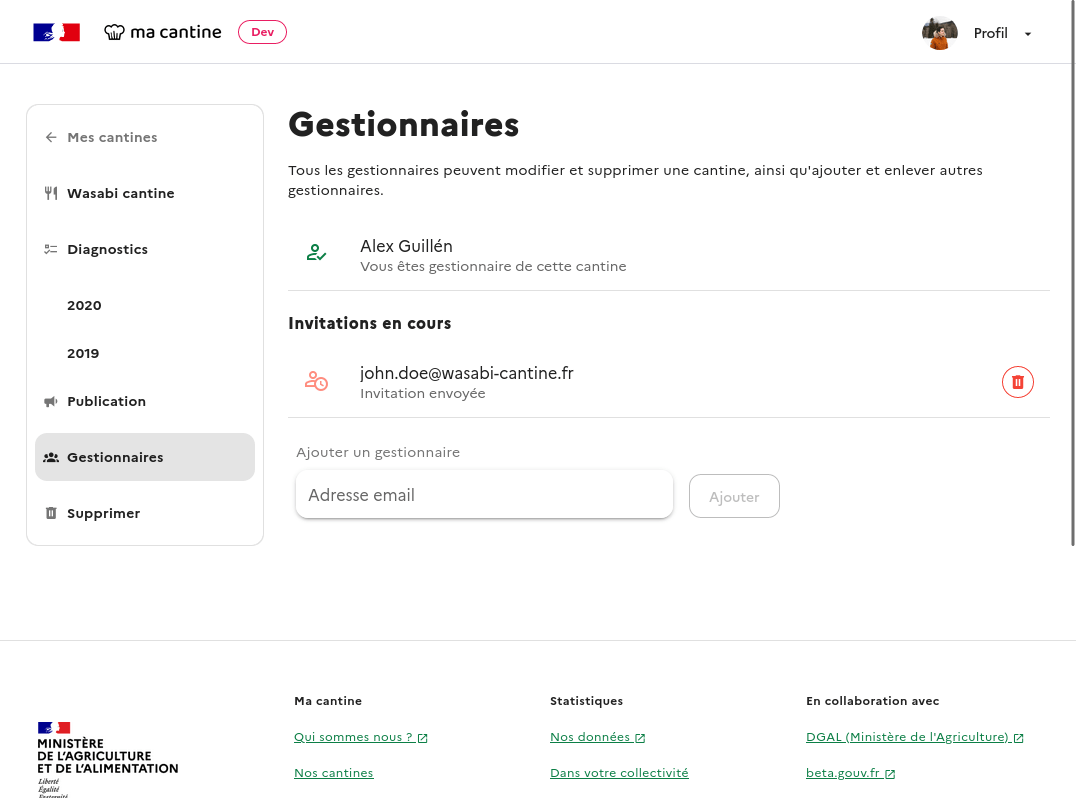 ma cantine
Dev
Profil
Mes cantines
Wasabi cantine
Diagnostics
2020
2019
Publication
Gestionnaires
Supprimer
Gestionnaires
Tous les gestionnaires peuvent modifier et supprimer une cantine, ainsi qu'ajouter et enlever autres
gestionnaires.
Alex Guillén
Vous êtes gestionnaire de cette cantine
Invitations en cours
john.doe@wasabi-cantine.fr
Invitation envoyée
Ajouter un gestionnaire
Adresse email
Ajouter
MINISTÈRE
DE L'AGRICULTURE
ET DE L'ALIMENTATION
Liberté
Égalité
Fraternité
Ma cantine
Qui sommes nous ?
Nos cantines
Statistiques
Nos données
Dans votre collectivité
En collaboration avec
DGAL (Ministère de l'Agriculture)
beta.gouv.fr